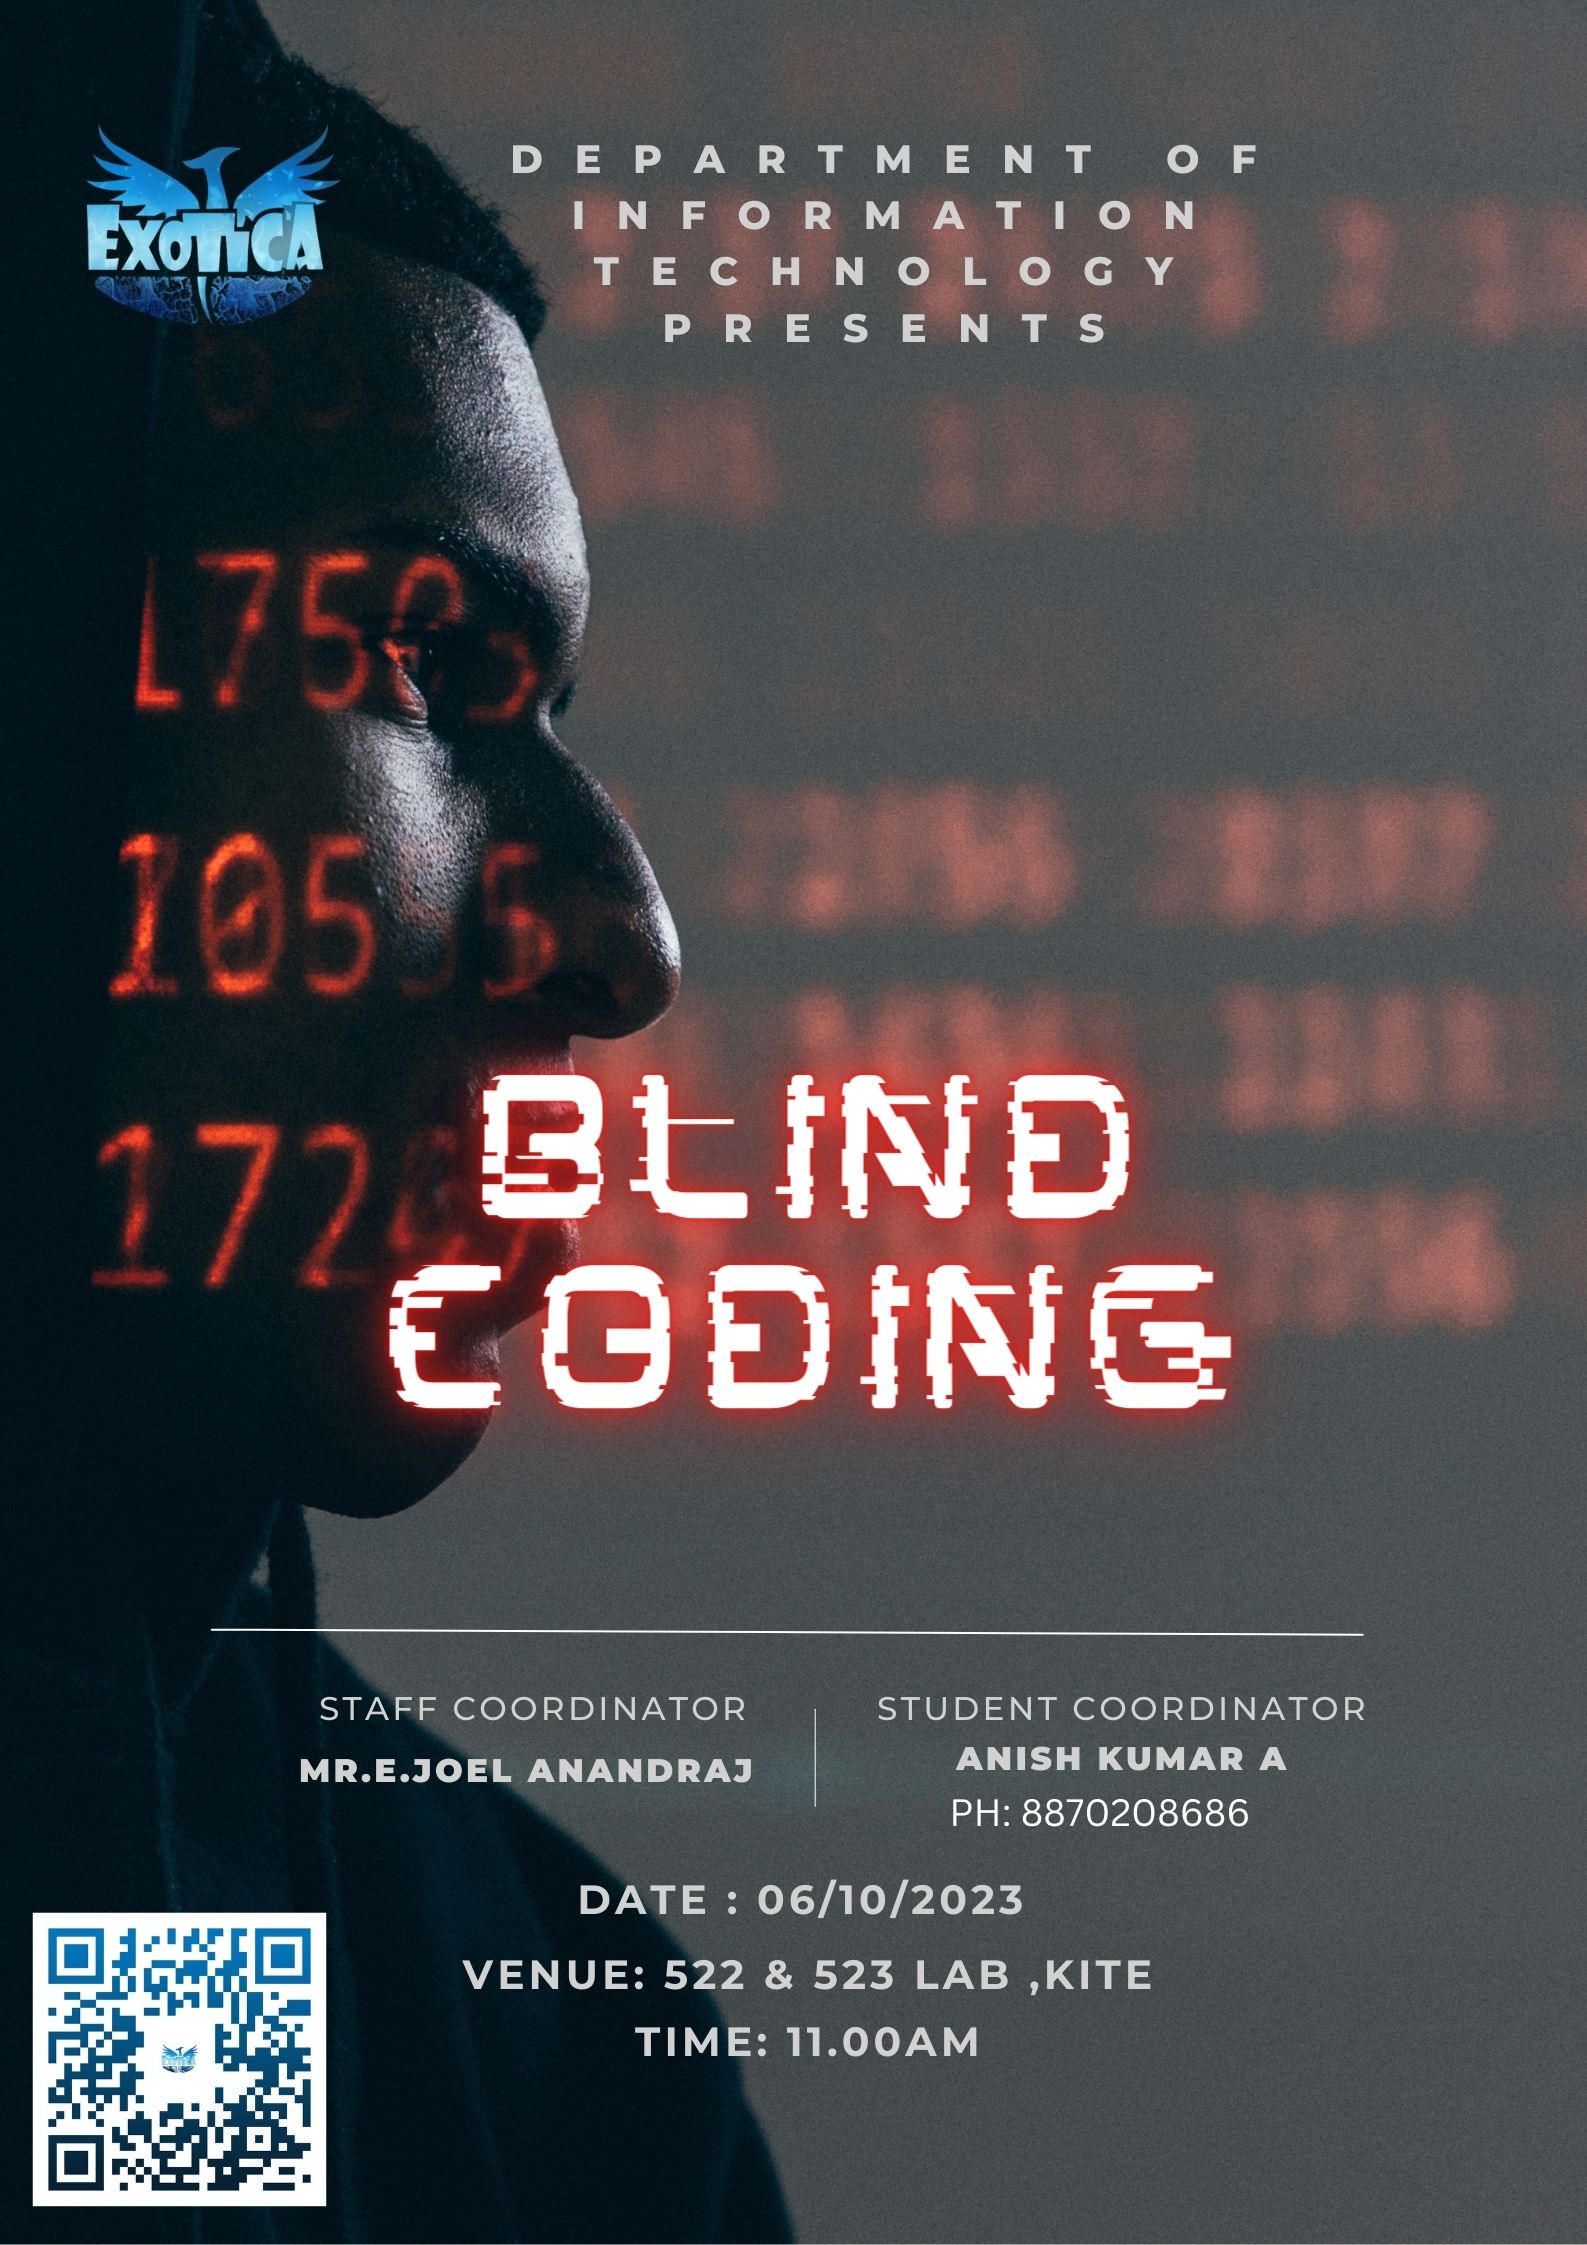 EXOTICA
DEPARTMENT OF
INFORMATION
TECHNOLOGY
PRESENTS
BLIND
CODING
STAFF COORDINATOR
MR.E.JOEL ANANDRAJ
STUDENT COORDINATOR
ANISH KUMAR A
PH: 8870208686
DATE : 06/10/2023
VENUE: 522 & 523 LAB ,KITE
TIME: 11.00AM